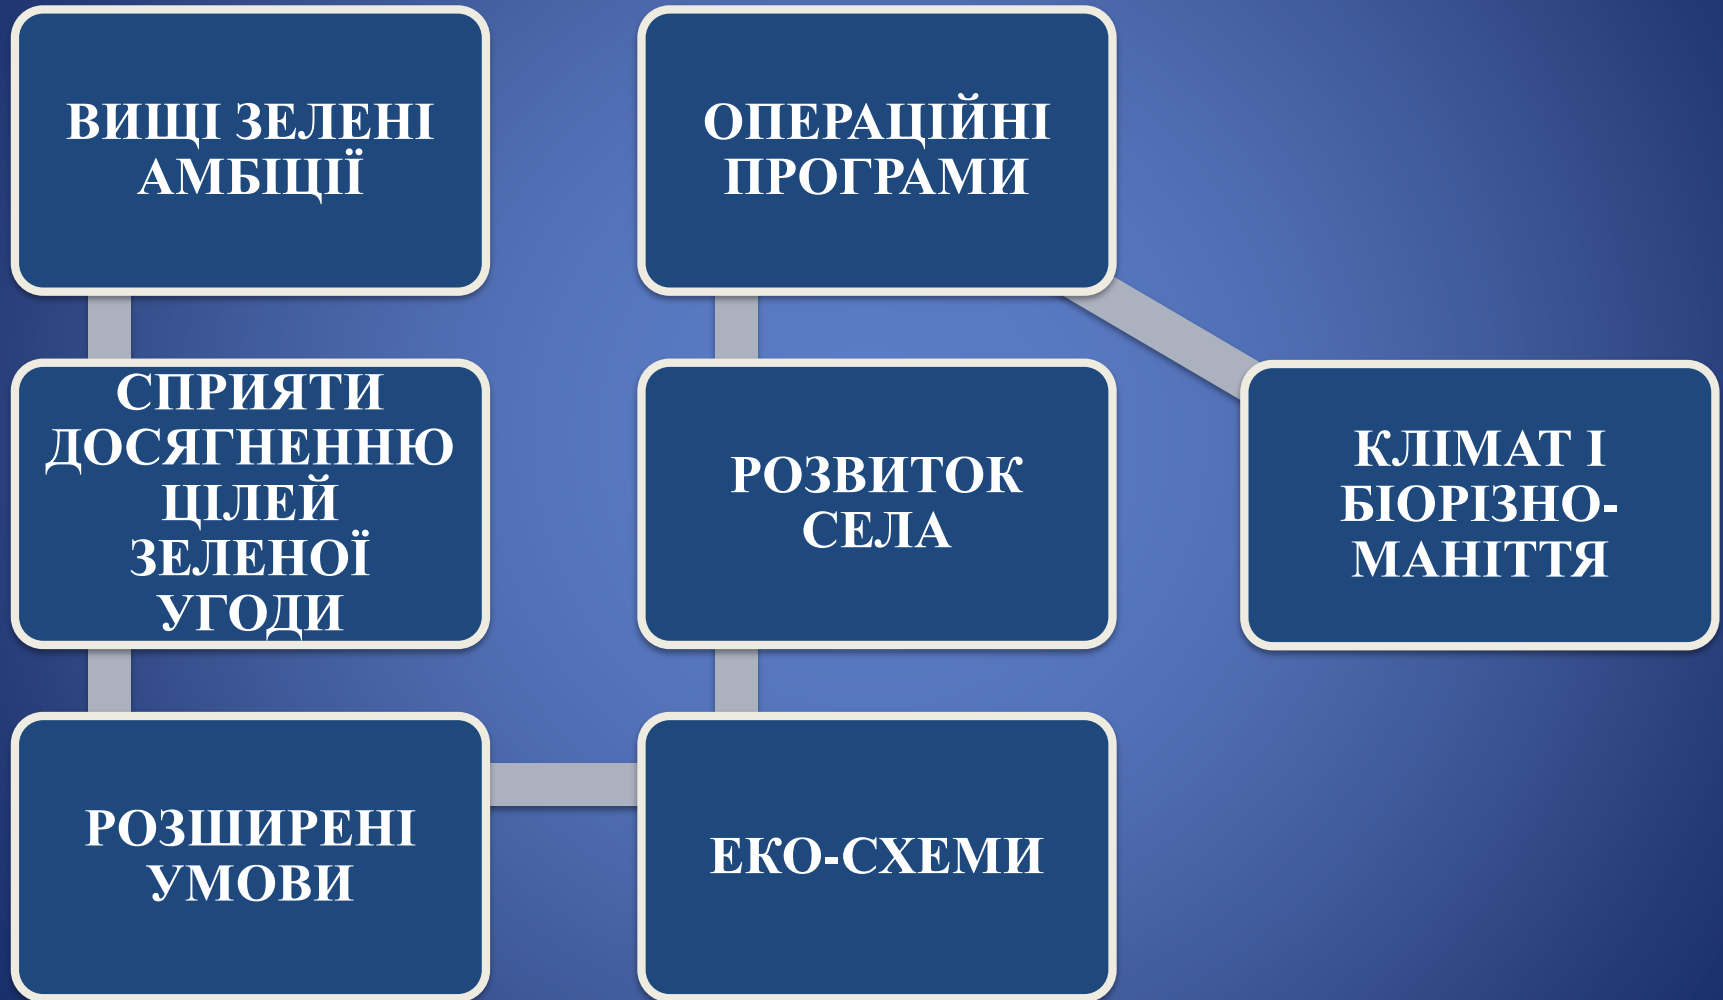 ВИЩІ ЗЕЛЕНІ
АМБІЦІЇ
СПРИЯТИ
ДОСЯГНЕННЮ
ЦІЛЕЙ
ЗЕЛЕНОЇ
УГОДИ
РОЗШИРЕНІ
УМОВИ
ЕКО-СХЕМИ
РОЗВИТОК
СЕЛА
ОПЕРАЦІЙНІ
ПРОГРАМИ
КЛІМАТ І
БІОРІЗНО-
МАНІТТЯ